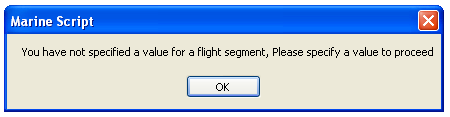 Marine Script
You have not specified a value for a flight segment, Please specify a value to proceed
OK